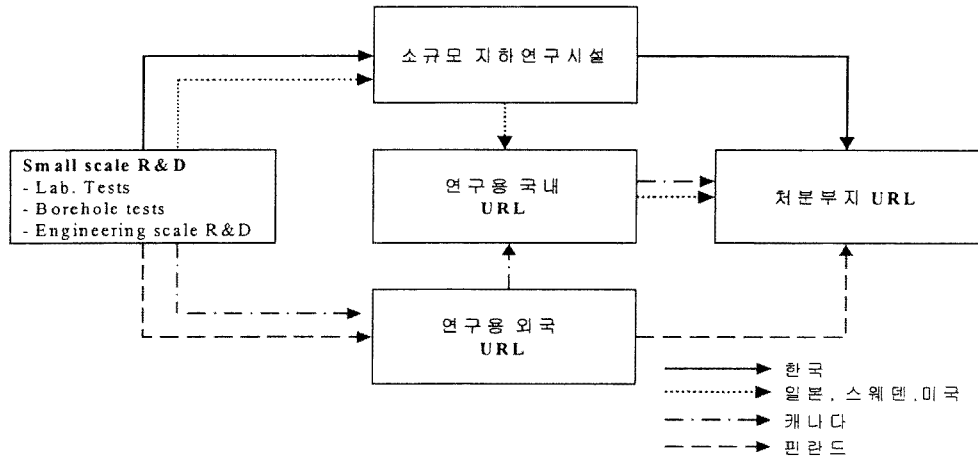 소규모 지하연구시설
Small scale R&D
- Lab. Tests
- Borehole tests
- Engineering scale R&D
연구용 국내
URL
처분부지 URL
연구용 외국
URL
한국
일본, 스웨덴,미국
캐나다
핀란드